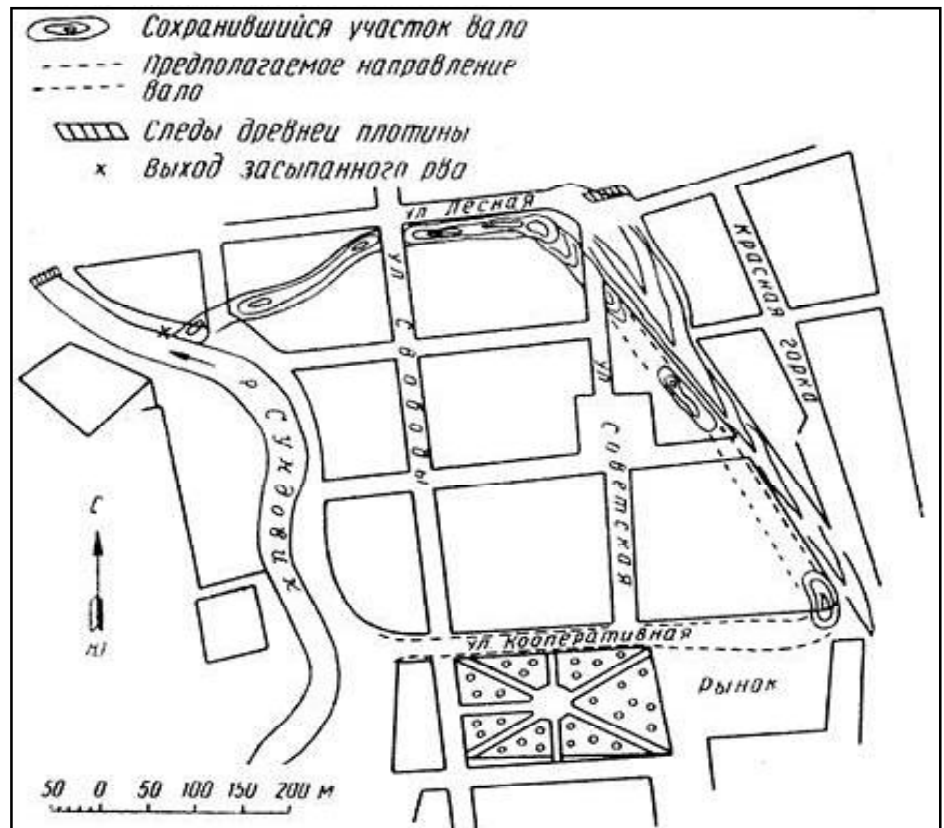 Сохранившийся участок вала
Предполагаемое направление
вала
Следы древней плотины
× Выход засыпанного рва
ул Лесная
Красная горка
ул Свободы
ул Советская
р Сундовик
С
Ю
ул. Кооперативная
Рынок
50 0 50 100 150 200 м